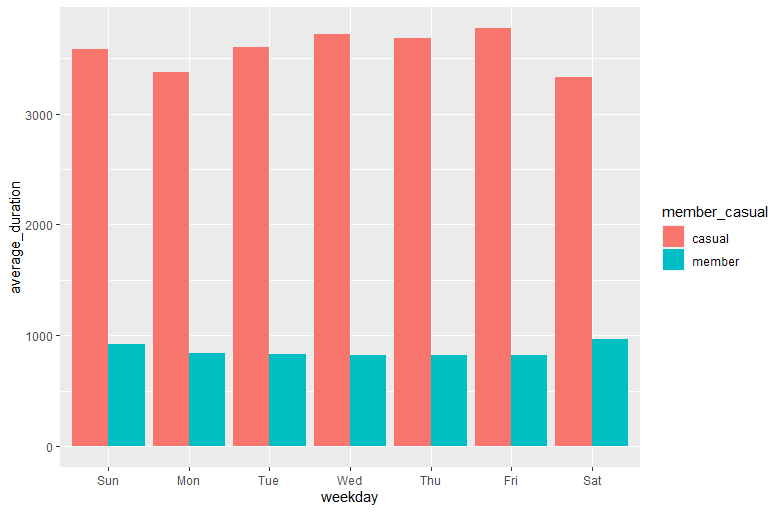 3000
2000
1000
0
average_duration
Sun Mon Tue Wed Thu Fri Sat
weekday
member_casual
casual
member